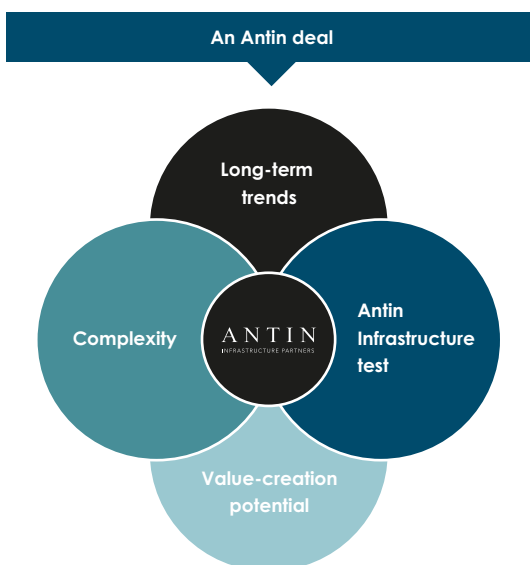 An Antin deal
Long-term
trends
Complexity
ANTIN
INFRASTRUCTURE PARTNERS
Antin
Infrastructure
test
Value-creation
potential